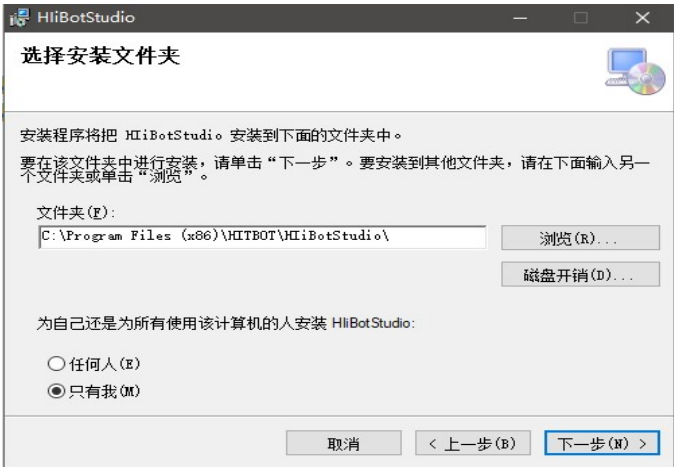 HIiBotStudio
选择安装文件夹
安装程序将把 HIiBotStudio 安装到下面的文件夹中。
要在该文件夹中进行安装，请单击“下一步”。要安装到其他文件夹，请在下面输入另一
个文件夹或单击“浏览”。
文件夹(F):
C:\Program Files (x86)\HITBOT\HIiBotStudio\
浏览(R)...
磁盘开销(D)...
为自己还是为所有使用该计算机的人安装 HIiBotStudio:
任何人(E)
只有我(M)
取消
< 上一步(B)
下一步(N) >